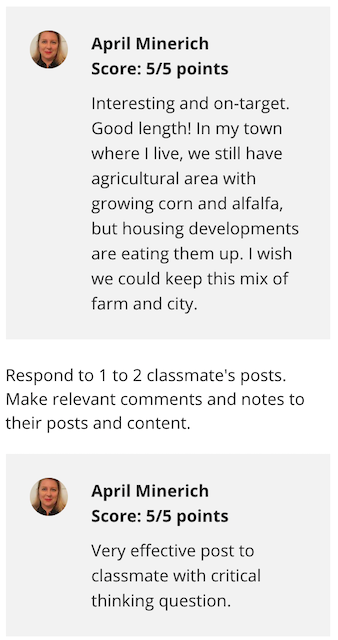 April Minerich
Score: 5/5 points
Interesting and on-target.
Good length! In my town
where I live, we still have
agricultural area with
growing corn and alfalfa,
but housing developments
are eating them up. I wish
we could keep this mix of
farm and city.
Respond to 1 to 2 classmate's posts.
Make relevant comments and notes to
their posts and content.
April Minerich
Score: 5/5 points
Very effective post to
classmate with critical
thinking question.